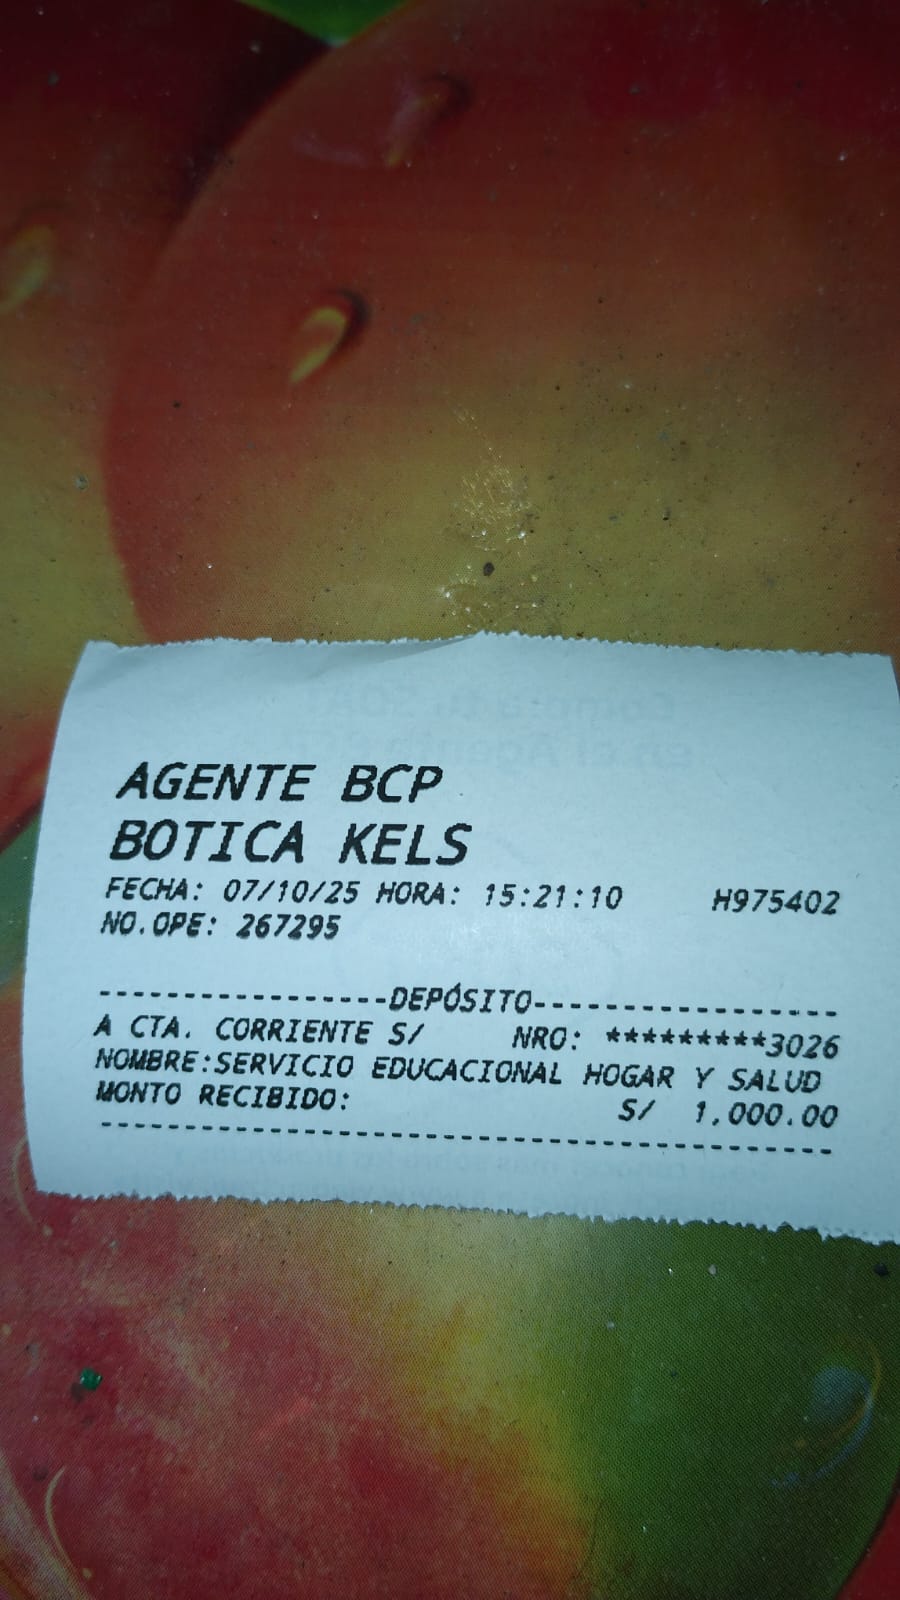 AGENTE BCP
BOTICA KELS
FECHA: 07/10/25 HORA: 15:21:10 H975402
NO.OPE: 267295
-----------------DEPÓSITO-----------------
A CTA. CORRIENTE S/ NRO: *********3026
NOMBRE:SERVICIO EDUCACIONAL HOGAR Y SALUD
MONTO RECIBIDO: S/ 1,000.00
------------------------------------------